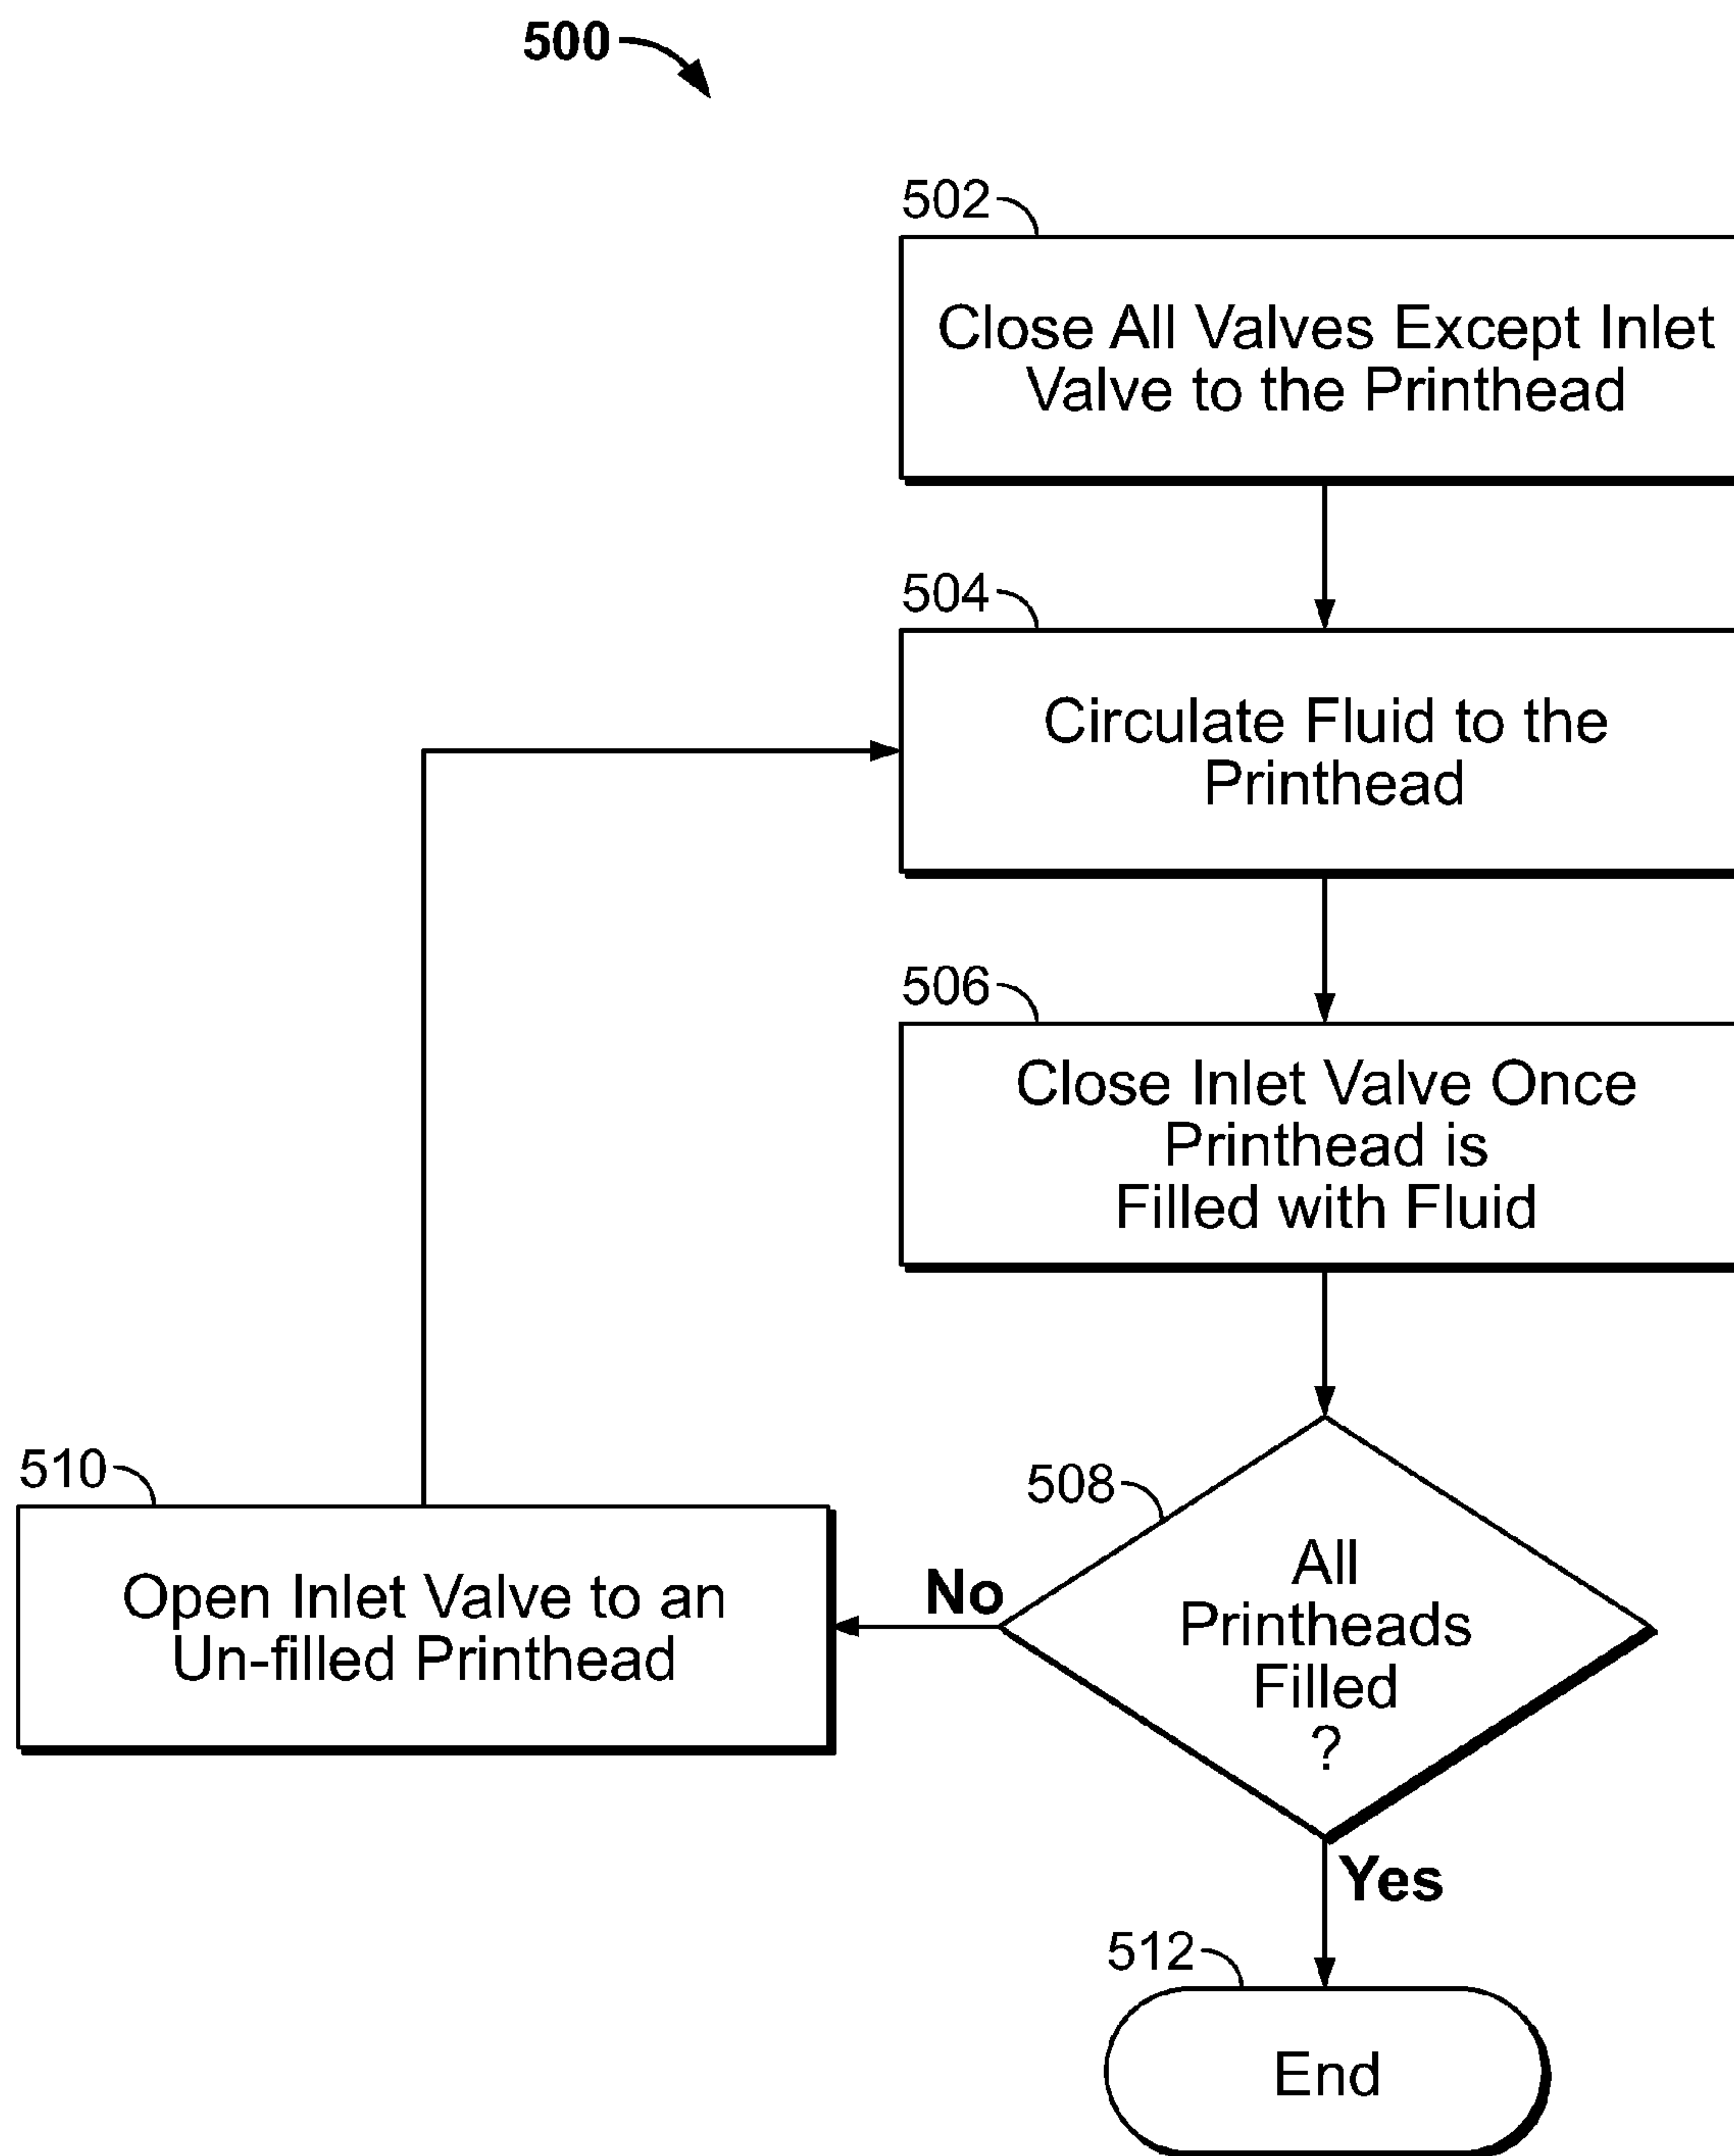 500
502
Close All Valves Except Inlet
Valve to the Printhead
504
Circulate Fluid to the
Printhead
506
Close Inlet Valve Once
Printhead is
Filled with Fluid
508
All
Printheads
Filled
?
No
510
Open Inlet Valve to an
Un-filled Printhead
Yes
512
End